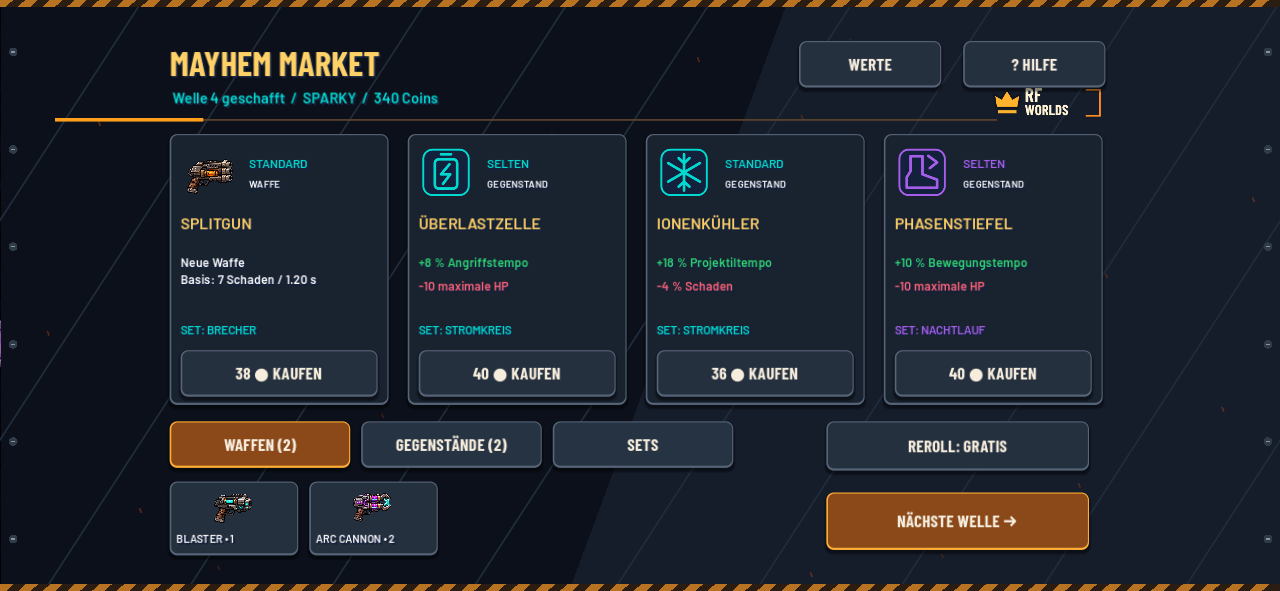 MAYHEM MARKET
WERTE
? HILFE
Welle 4 geschafft / SPARKY / 340 Coins
RF
WORLDS
STANDARD
WAFFE
SPLITGUN
Neue Waffe
Basis: 7 Schaden / 1.20 s
SET: BRECHER
38 ● KAUFEN
SELTEN
GEGENSTAND
ÜBERLASTZELLE
+8 % Angriffstempo
-10 maximale HP
SET: STROMKREIS
40 ● KAUFEN
STANDARD
GEGENSTAND
IONENKÜHLER
+18 % Projektiltempo
-4 % Schaden
SET: STROMKREIS
36 ● KAUFEN
SELTEN
GEGENSTAND
PHASENSTIEFEL
+10 % Bewegungstempo
-10 maximale HP
SET: NACHTLAUF
40 ● KAUFEN
WAFFEN (2)
GEGENSTÄNDE (2)
SETS
REROLL: GRATIS
BLASTER • 1
ARC CANNON • 2
NÄCHSTE WELLE →